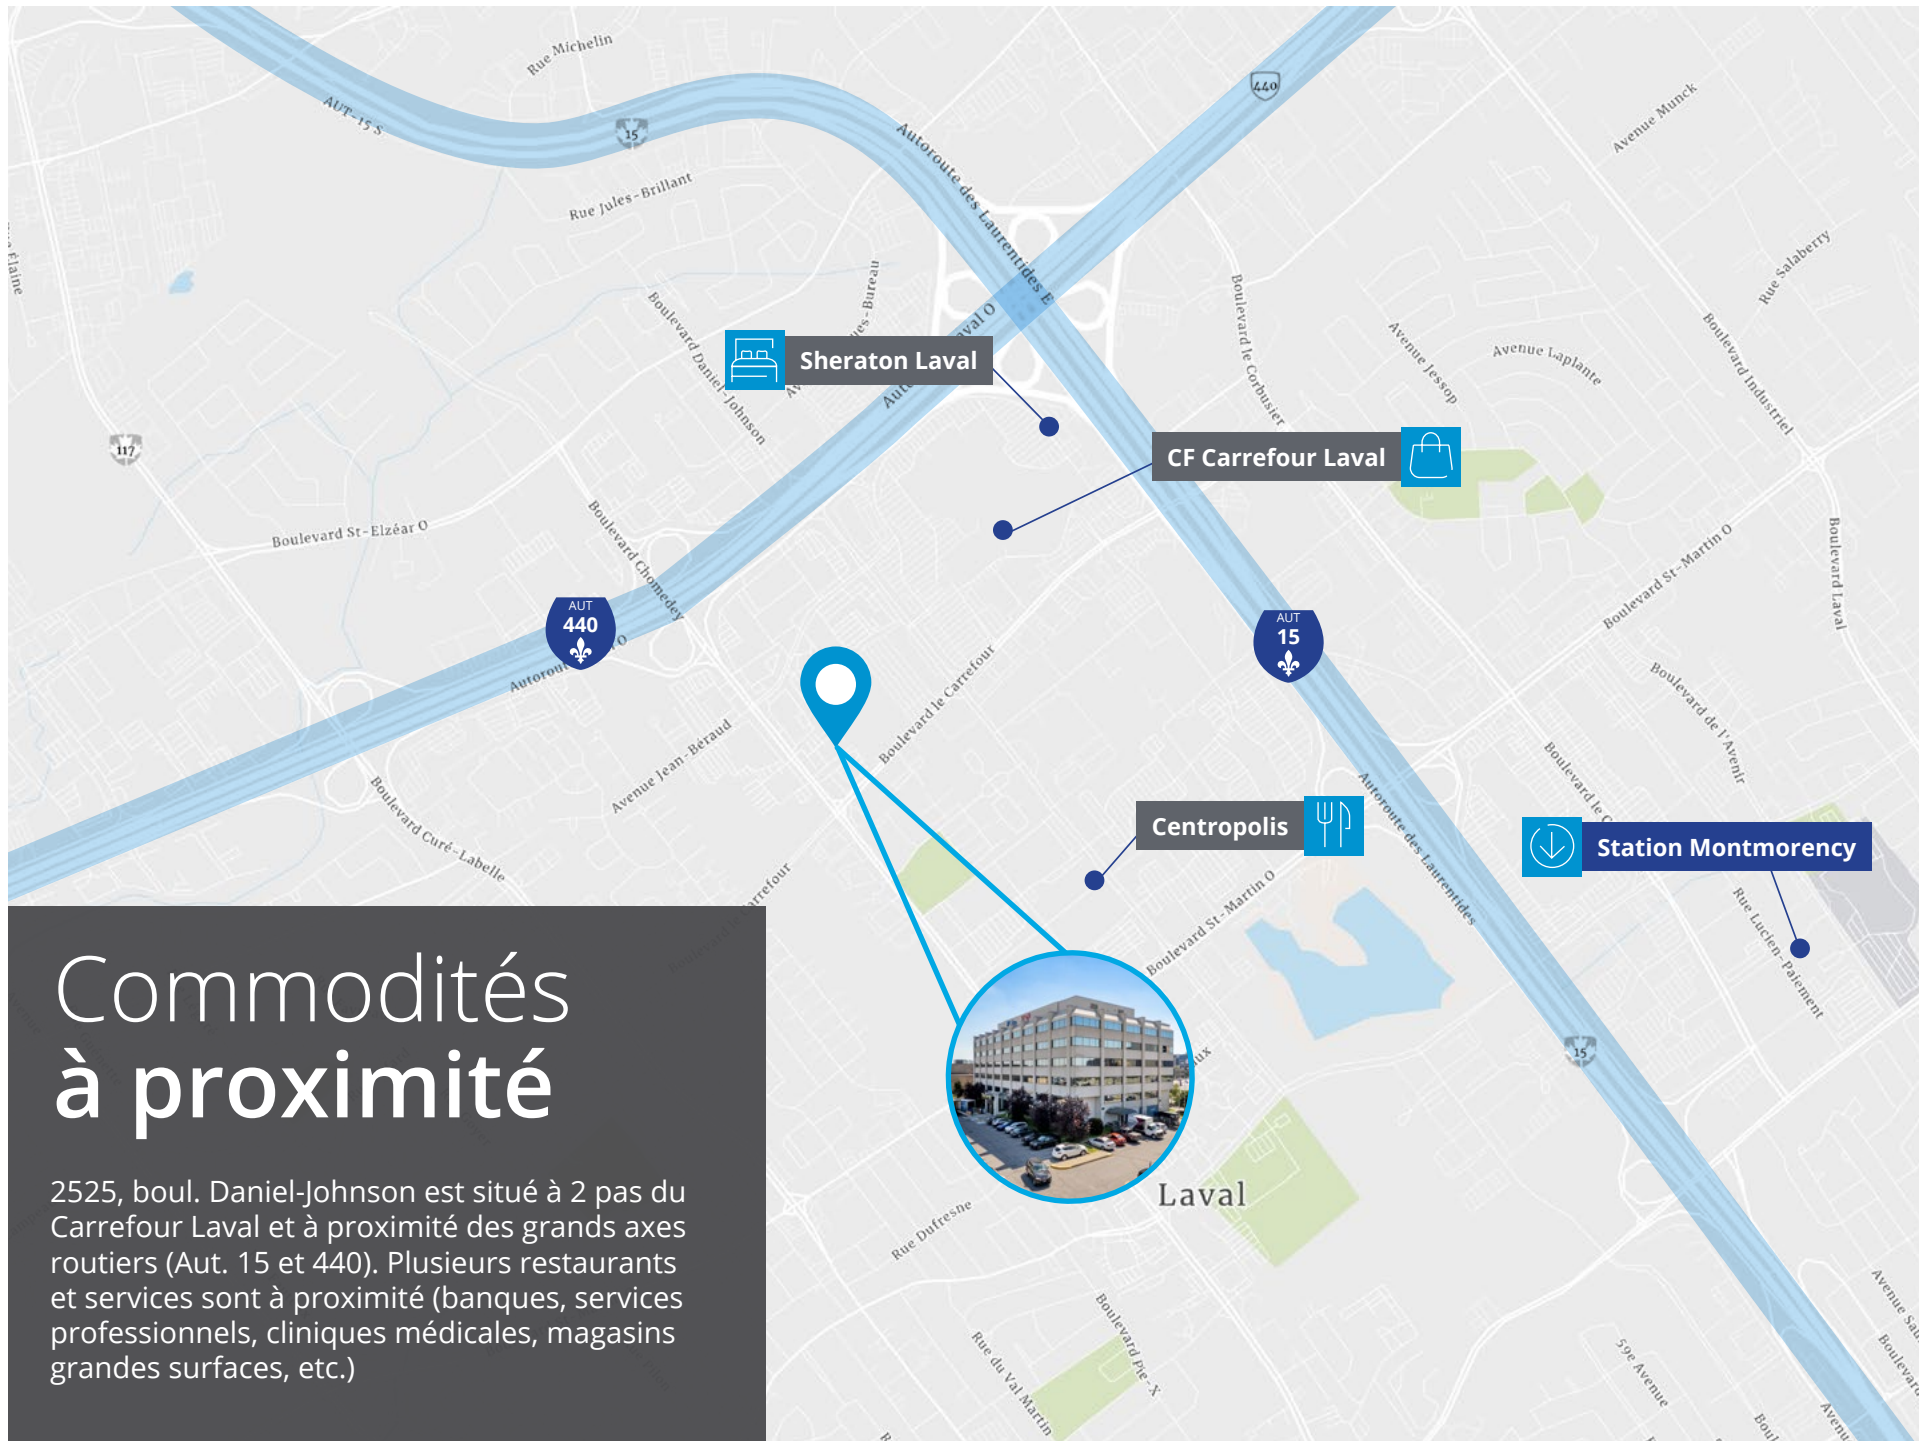 Rue Michelin
AUT-15 S
15
440
Avenue Munck
Autoroute des Laurentides E
Rue Jules-Brillant
Rue Salaberry
Boulevard Daniel-Johnson
Boulevard le Corbusier
Boulevard Industriel
Avenue Jessop
Avenue Laplante
Sheraton Laval
CF Carrefour Laval
117
Boulevard St-Elzéar O
Boulevard Chomedey
Boulevard St-Martin O
Boulevard Laval
AUT
440
AUT
15
Boulevard le Carrefour
Boulevard de l'Avenir
Avenue Jean-Béraud
Boulevard Curé-Labelle
Autoroute des Laurentides
Centropolis
Station Montmorency
Boulevard St-Martin O
Rue Lucien-Paiement
15
Commodités
à proximité
2525, boul. Daniel-Johnson est situé à 2 pas du
Carrefour Laval et à proximité des grands axes
routiers (Aut. 15 et 440). Plusieurs restaurants
et services sont à proximité (banques, services
professionnels, cliniques médicales, magasins
grandes surfaces, etc.)
Laval
Rue Dufresne
Boulevard Pie-X
Rue du Val Martin
59e Avenue